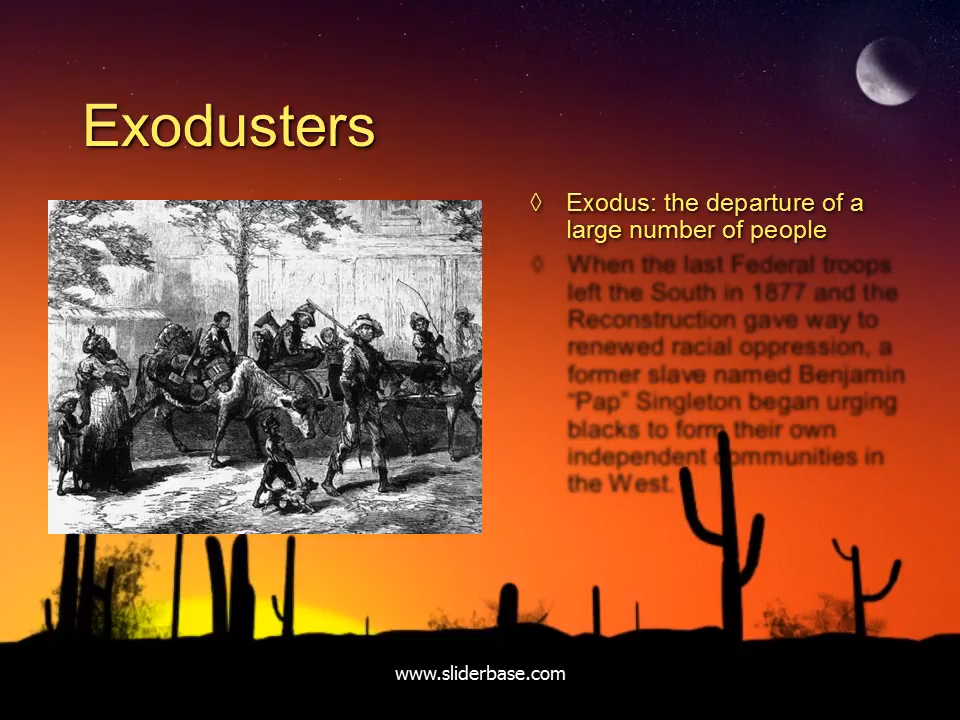 Exodusters
◊ Exodus: the departure of a
large number of people
◊ When the last Federal troops
left the South in 1877 and the
Reconstruction gave way to
renewed racial oppression, a
former slave named Benjamin
“Pap” Singleton began urging
blacks to form their own
independent communities in
the West.
www.sliderbase.com